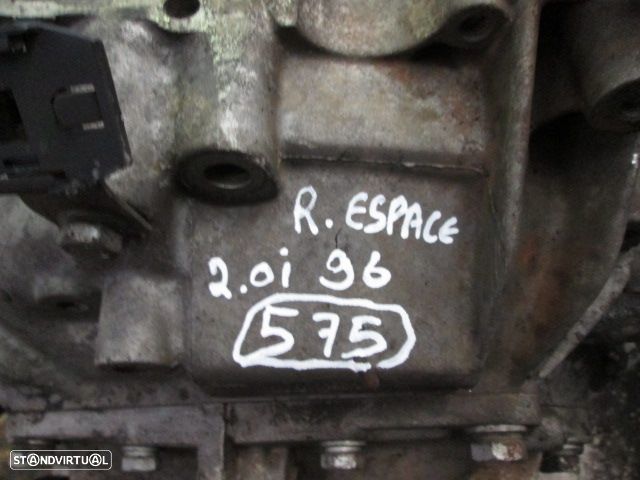 R. ESPACE
2.0i 96
575
STANDVIRTUAL